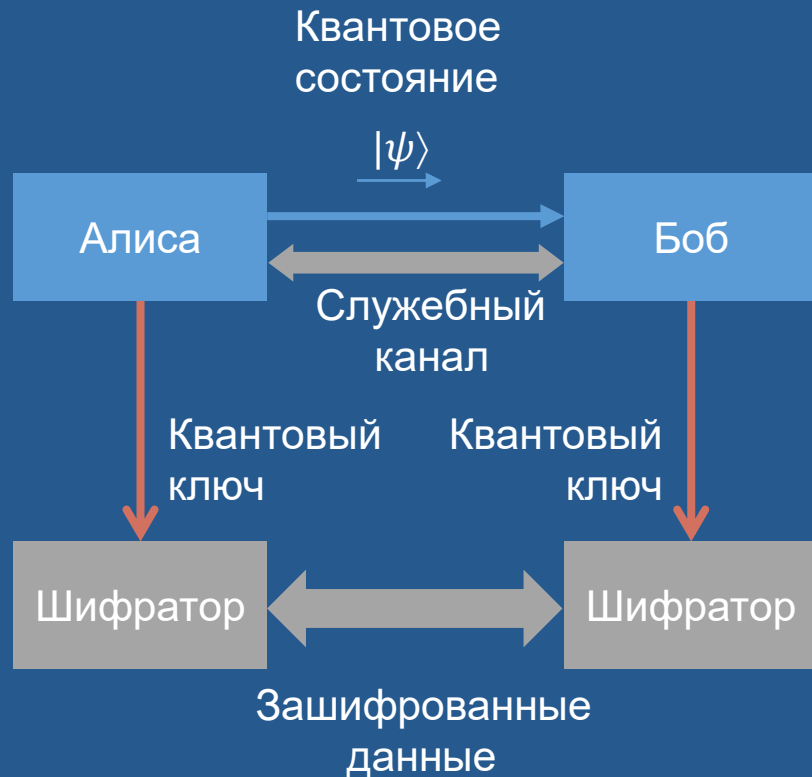 Квантовое
состояние
|ψ⟩
Алиса
Боб
Служебный
канал
Квантовый
ключ
Квантовый
ключ
Шифратор
Шифратор
Зашифрованные
данные